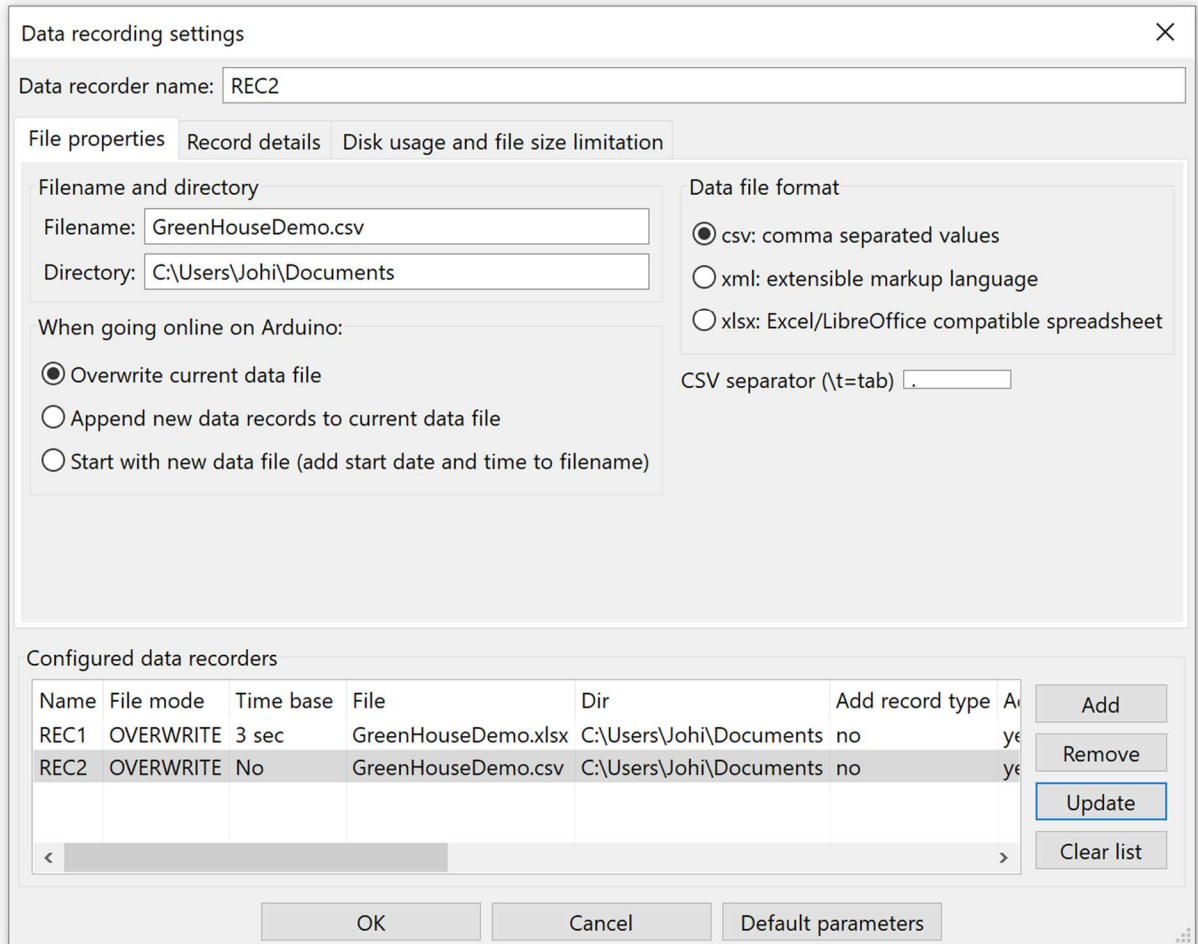 Data recording settings
Data recorder name: REC2
File properties Record details Disk usage and file size limitation
Filename and directory
Filename: GreenHouseDemo.csv
Directory: C:\Users\Johi\Documents
When going online on Arduino:
Overwrite current data file
Append new data records to current data file
Start with new data file (add start date and time to filename)
Data file format
csv: comma separated values
xml: extensible markup language
xlsx: Excel/LibreOffice compatible spreadsheet
CSV separator (\t=tab) .
Configured data recorders
Name File mode Time base File Dir Add record type
REC1 OVERWRITE 3 sec GreenHouseDemo.xlsx C:\Users\Johi\Documents no
REC2 OVERWRITE No GreenHouseDemo.csv C:\Users\Johi\Documents no
Add
Remove
Update
Clear list
OK Cancel Default parameters